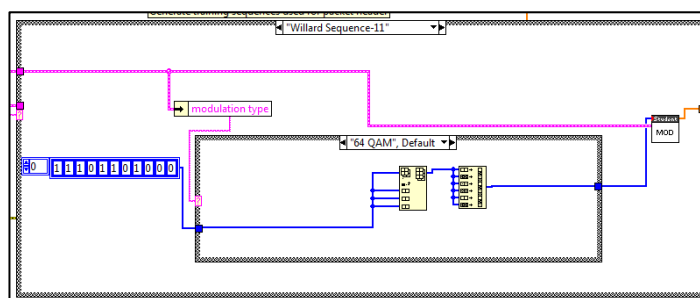 Generate training sequences used for packet header
"Willard Sequence-11"
modulation type
Student
MOD
"64 QAM", Default
0 1 1 1 0 1 1 0 1 0 0 0